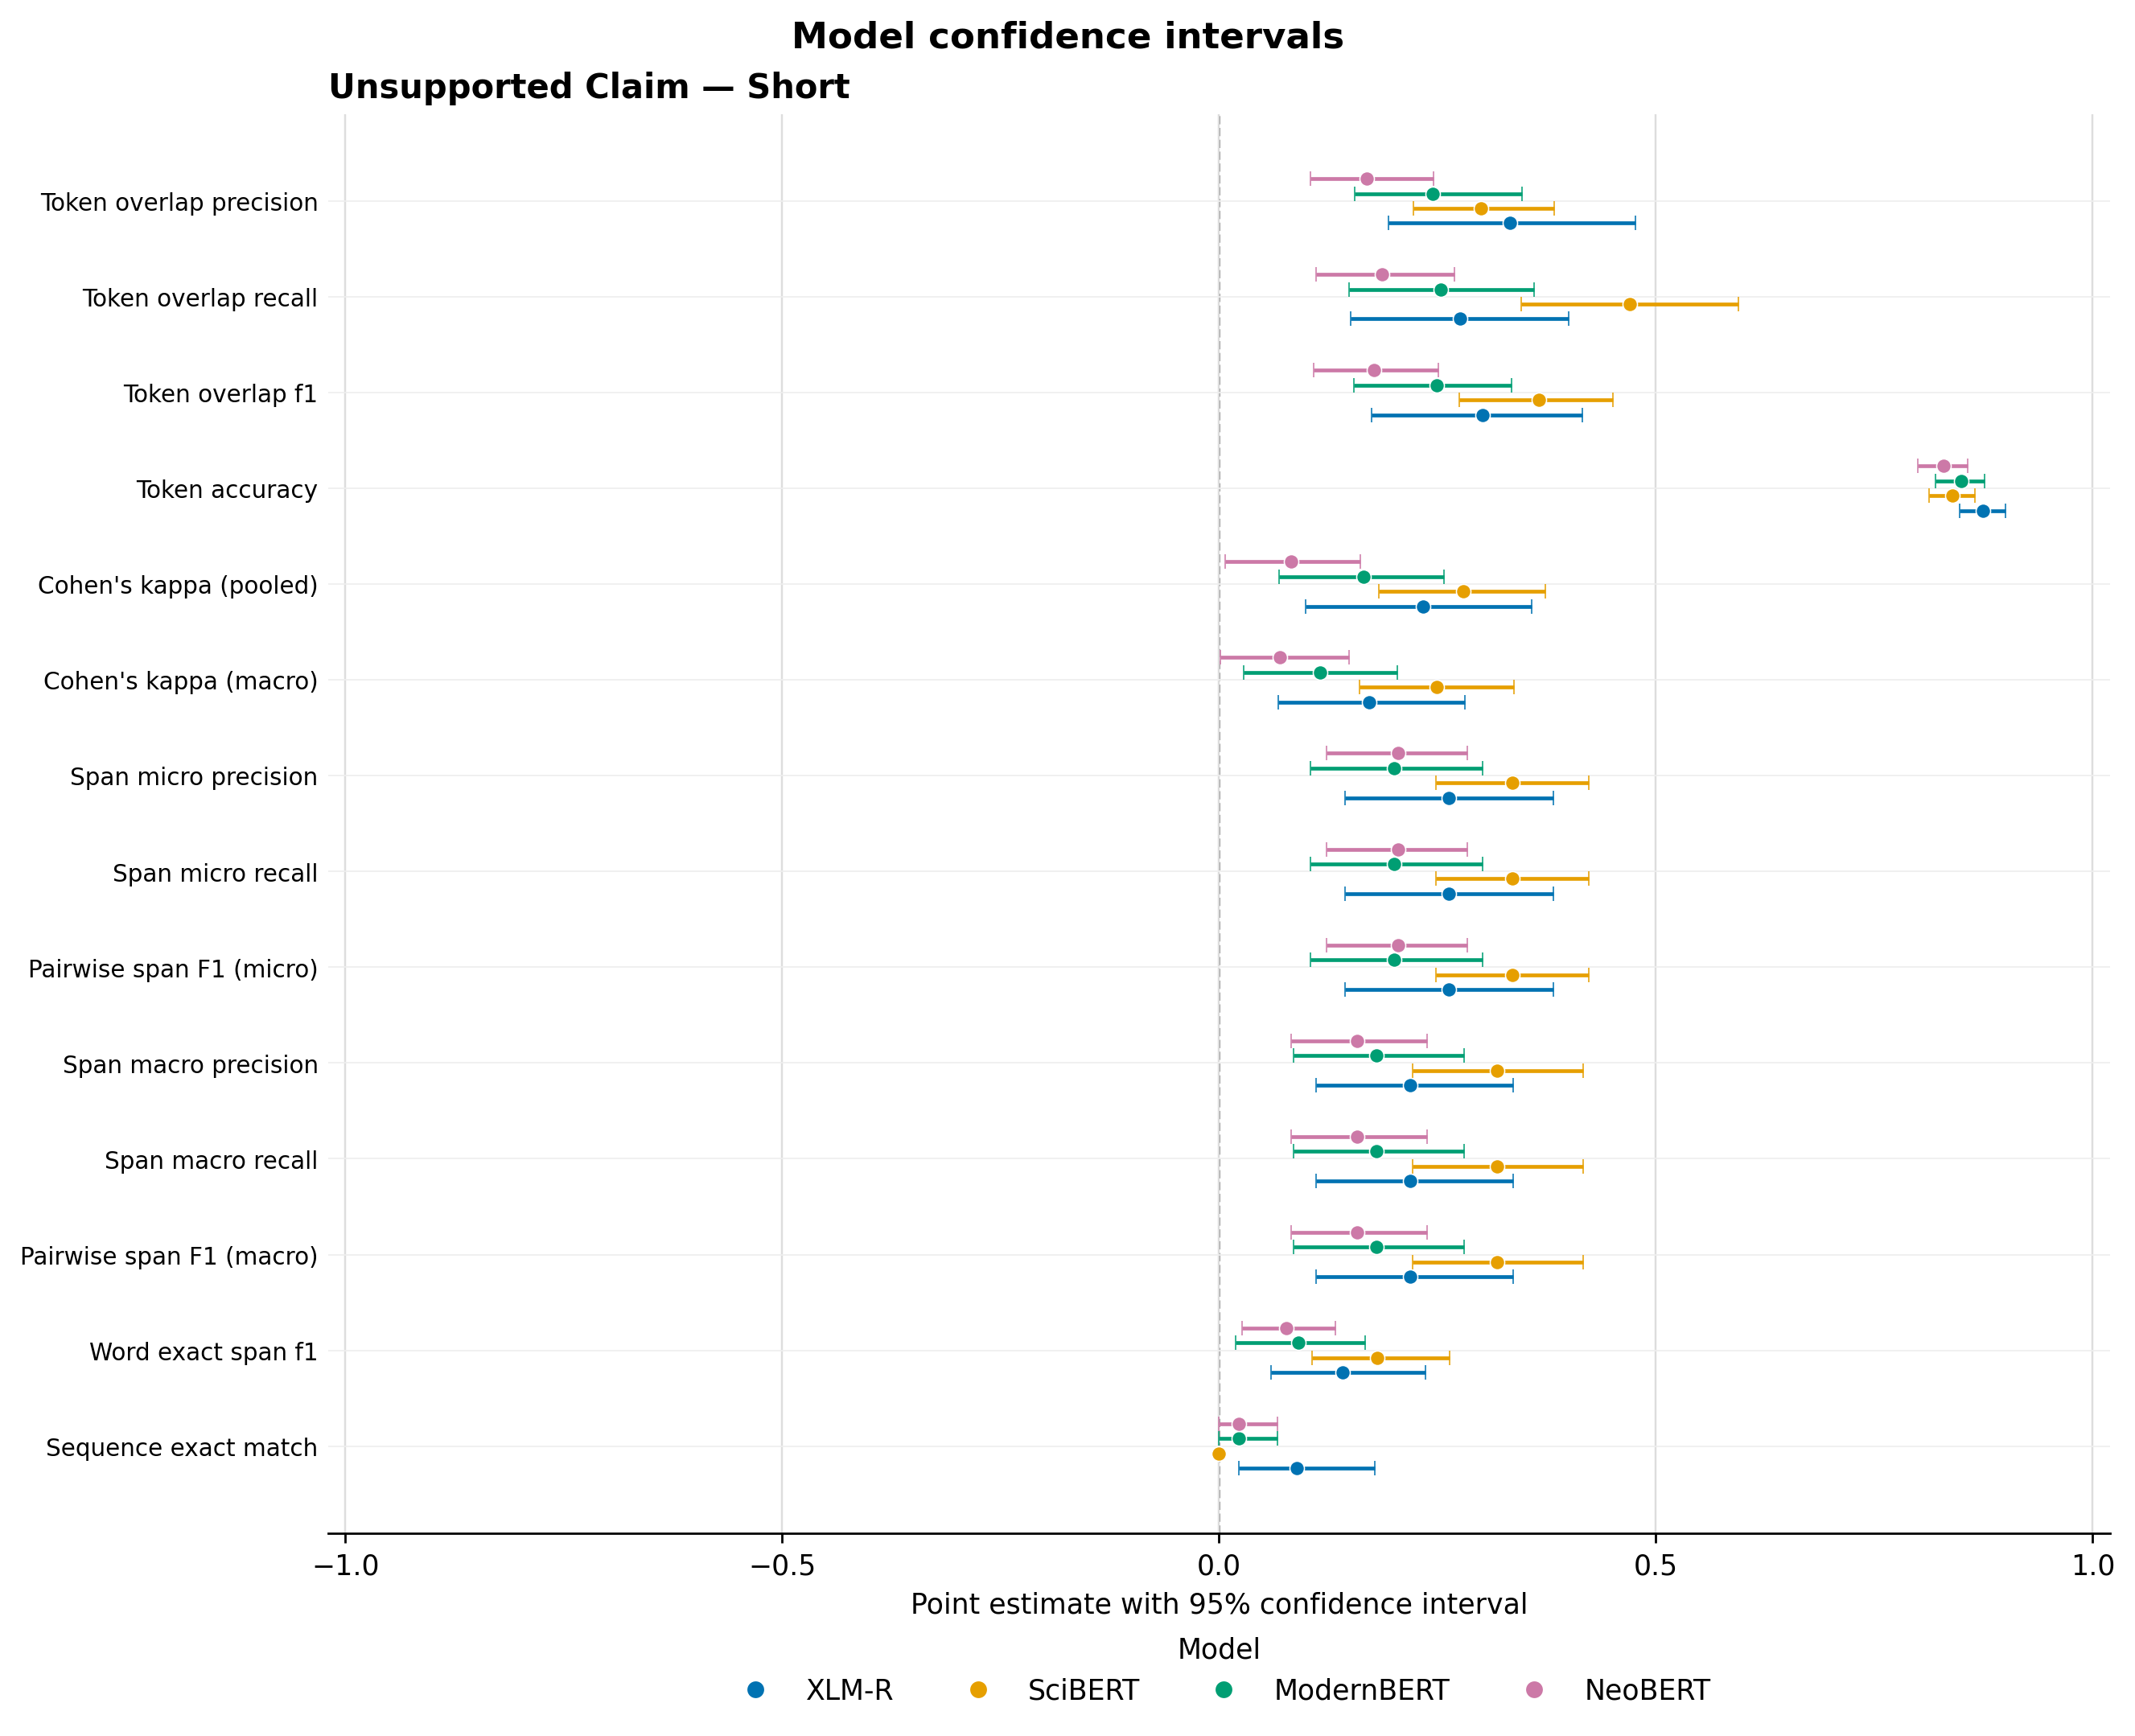 Model confidence intervals
Unsupported Claim — Short
Token overlap precision
Token overlap recall
Token overlap f1
Token accuracy
Cohen's kappa (pooled)
Cohen's kappa (macro)
Span micro precision
Span micro recall
Pairwise span F1 (micro)
Span macro precision
Span macro recall
Pairwise span F1 (macro)
Word exact span f1
Sequence exact match
−1.0 −0.5 0.0 0.5 1.0
Point estimate with 95% confidence interval
Model
XLM-R SciBERT ModernBERT NeoBERT